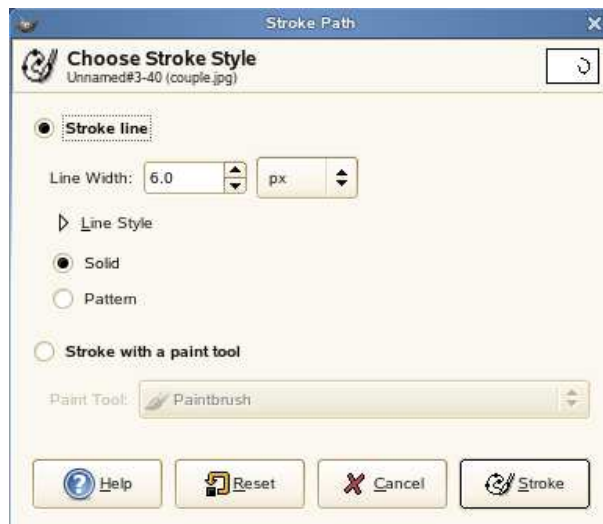 Stroke Path
Choose Stroke Style
Unnamed#3-40 (couple.jpg)
Stroke line
Line Width: 6.0 px
Line Style
Solid
Pattern
Stroke with a paint tool
Paint Tool: Paintbrush
Help Reset Cancel Stroke